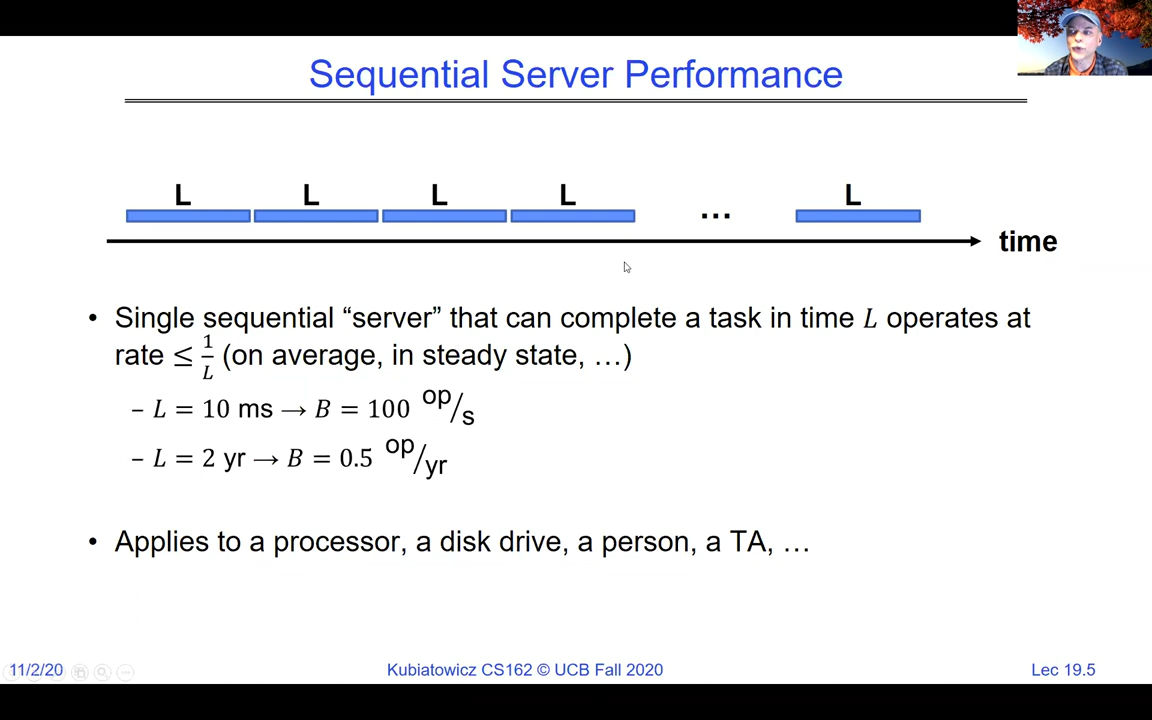 Sequential Server Performance
L L L L ... L
time
• Single sequential “server” that can complete a task in time L operates at
rate ≤ 1/L (on average, in steady state, …)
– L = 10 ms → B = 100 op/s
– L = 2 yr → B = 0.5 op/yr
• Applies to a processor, a disk drive, a person, a TA, …
11/2/20 Kubiatowicz CS162 © UCB Fall 2020 Lec 19.5